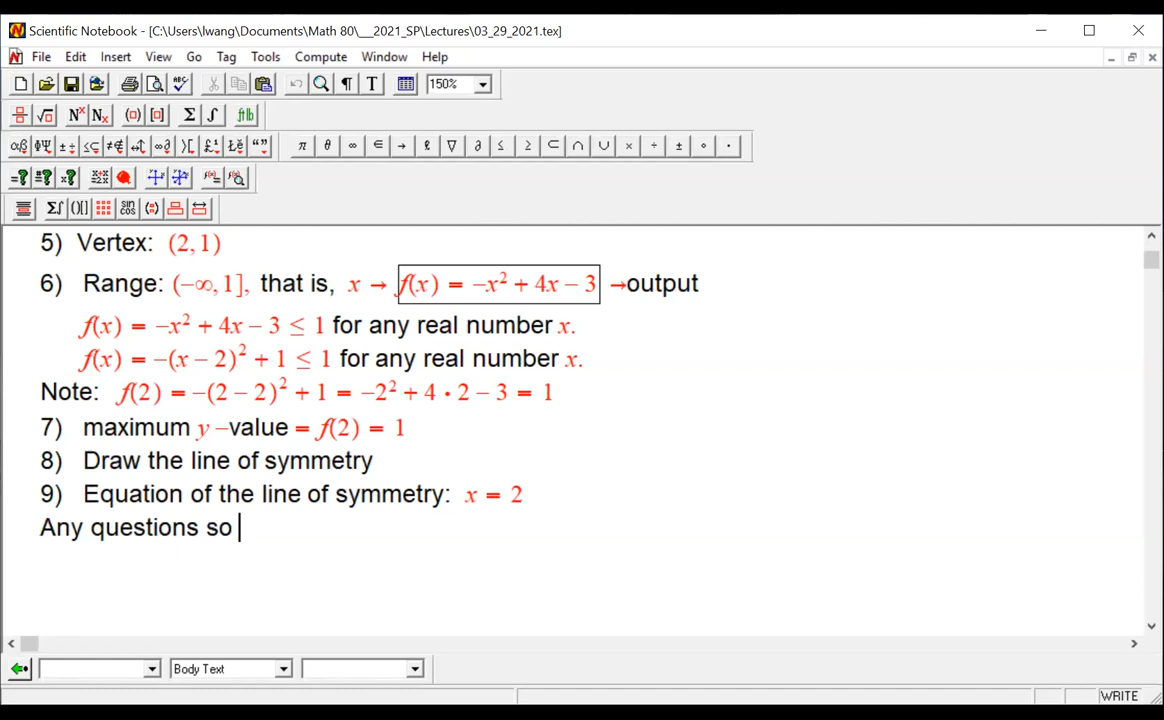 Scientific Notebook - [C:\Users\lwang\Documents\Math 80\__2021_SP\Lectures\03_29_2021.tex]
File Edit Insert View Go Tag Tools Compute Window Help
150%
5) Vertex: (2, 1)
6) Range: (−∞, 1], that is, x → f(x) = −x² + 4x − 3 →output
f(x) = −x² + 4x − 3 ≤ 1 for any real number x.
f(x) = −(x − 2)² + 1 ≤ 1 for any real number x.
Note: f(2) = −(2 − 2)² + 1 = −2² + 4 · 2 − 3 = 1
7) maximum y −value = f(2) = 1
8) Draw the line of symmetry
9) Equation of the line of symmetry: x = 2
Any questions so
Body Text
WRITE